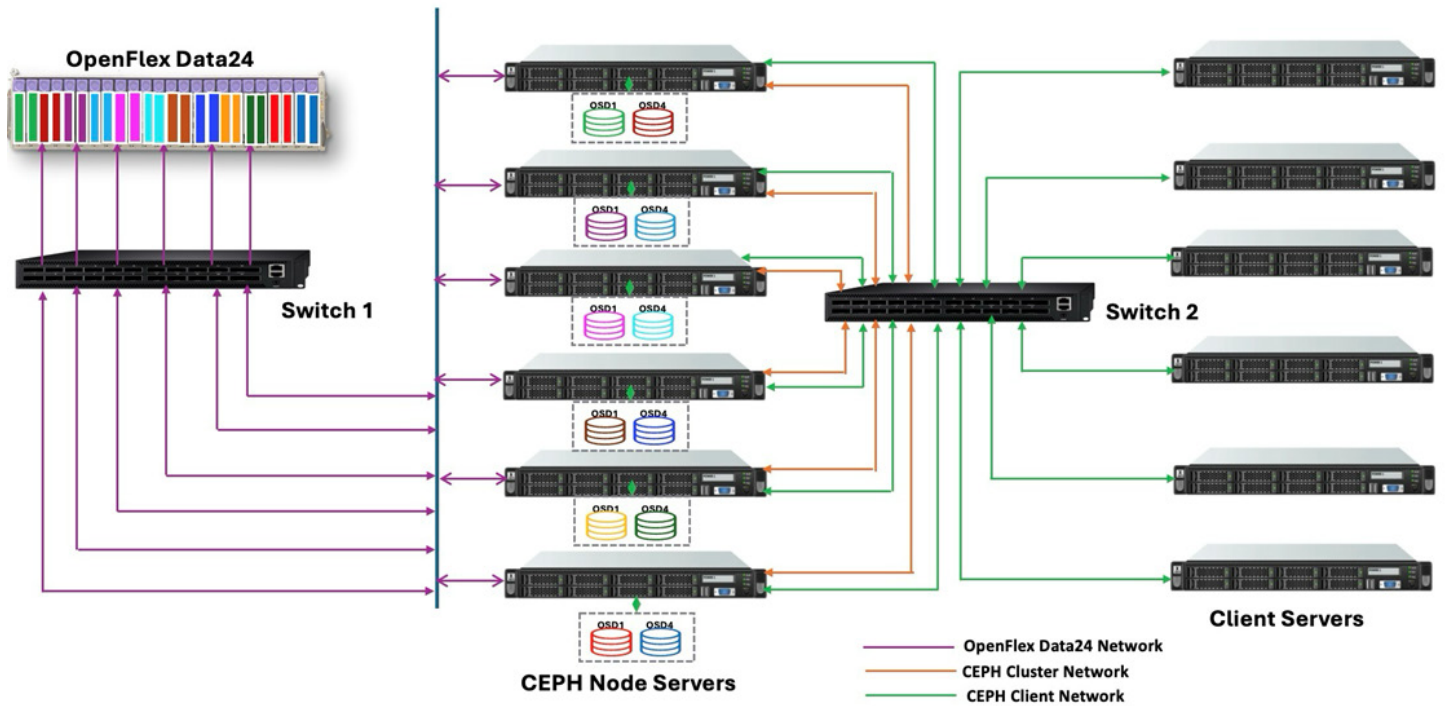 OpenFlex Data24
Switch 1
OSD1 OSD4
OSD1 OSD4
OSD1 OSD4
OSD1 OSD4
OSD1 OSD4
OSD1 OSD4
CEPH Node Servers
Switch 2
Client Servers
OpenFlex Data24 Network
CEPH Cluster Network
CEPH Client Network